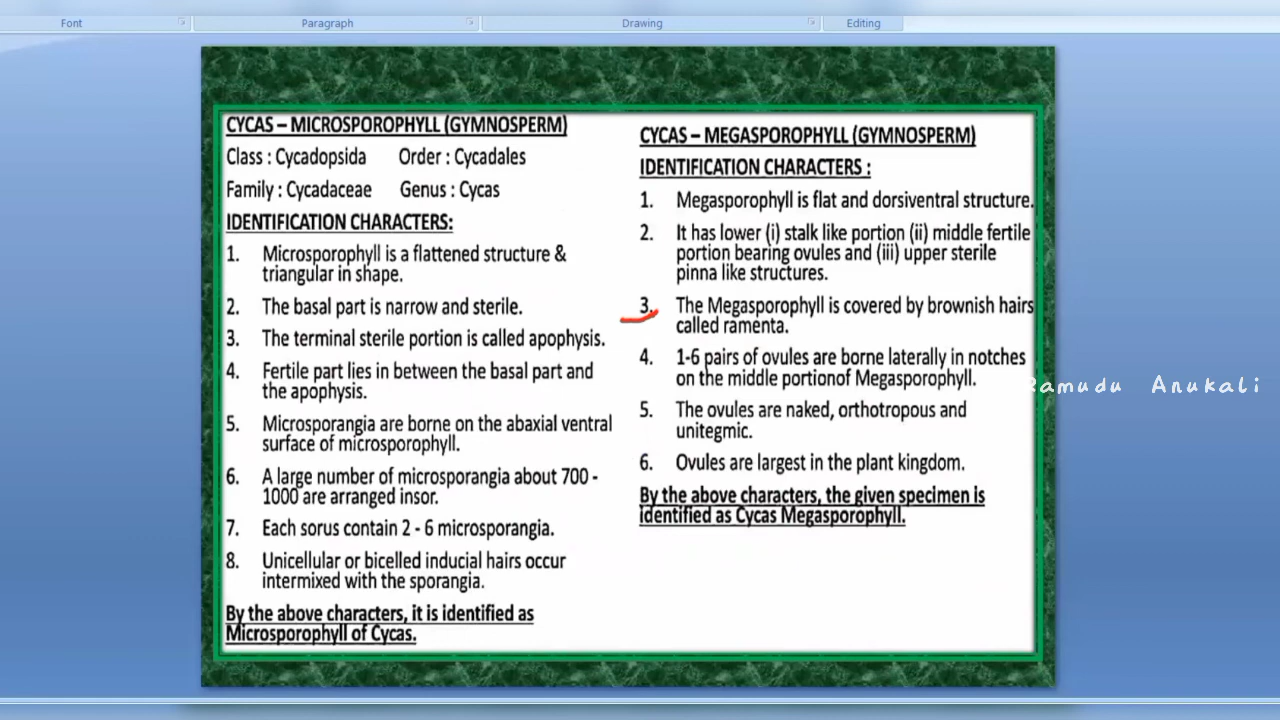 Font Paragraph Drawing Editing
CYCAS – MICROSPOROPHYLL (GYMNOSPERM)
Class : Cycadopsida Order : Cycadales
Family : Cycadaceae Genus : Cycas
IDENTIFICATION CHARACTERS:
1. Microsporophyll is a flattened structure &
triangular in shape.
2. The basal part is narrow and sterile.
3. The terminal sterile portion is called apophysis.
4. Fertile part lies in between the basal part and
the apophysis.
5. Microsporangia are borne on the abaxial ventral
surface of microsporophyll.
6. A large number of microsporangia about 700 -
1000 are arranged insor.
7. Each sorus contain 2 - 6 microsporangia.
8. Unicellular or bicelled inducial hairs occur
intermixed with the sporangia.
By the above characters, it is identified as
Microsporophyll of Cycas.
CYCAS – MEGASPOROPHYLL (GYMNOSPERM)
IDENTIFICATION CHARACTERS :
1. Megasporophyll is flat and dorsiventral structure.
2. It has lower (i) stalk like portion (ii) middle fertile
portion bearing ovules and (iii) upper sterile
pinna like structures.
3. The Megasporophyll is covered by brownish hairs
called ramenta.
4. 1-6 pairs of ovules are borne laterally in notches
on the middle portionof Megasporophyll.
5. The ovules are naked, orthotropous and
unitegmic.
6. Ovules are largest in the plant kingdom.
By the above characters, the given specimen is
identified as Cycas Megasporophyll.
Ramudu Anukali